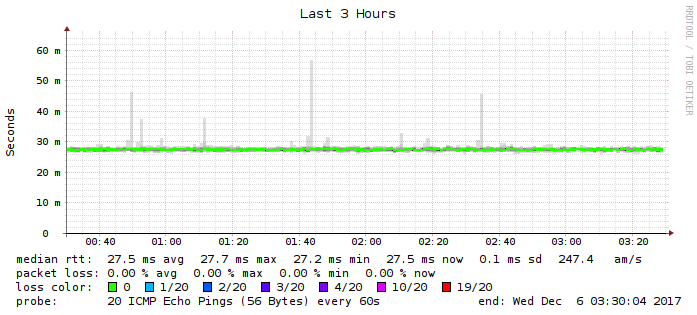 Last 3 Hours
RRDTOOL / TOBI OETIKER
Seconds
60 m
50 m
40 m
30 m
20 m
10 m
0
00:40 01:00 01:20 01:40 02:00 02:20 02:40 03:00 03:20
median rtt: 27.5 ms avg 27.7 ms max 27.2 ms min 27.5 ms now 0.1 ms sd 247.4 am/s
packet loss: 0.00 % avg 0.00 % max 0.00 % min 0.00 % now
loss color: 0 1/20 2/20 3/20 4/20 10/20 19/20
probe: 20 ICMP Echo Pings (56 Bytes) every 60s end: Wed Dec 6 03:30:04 2017